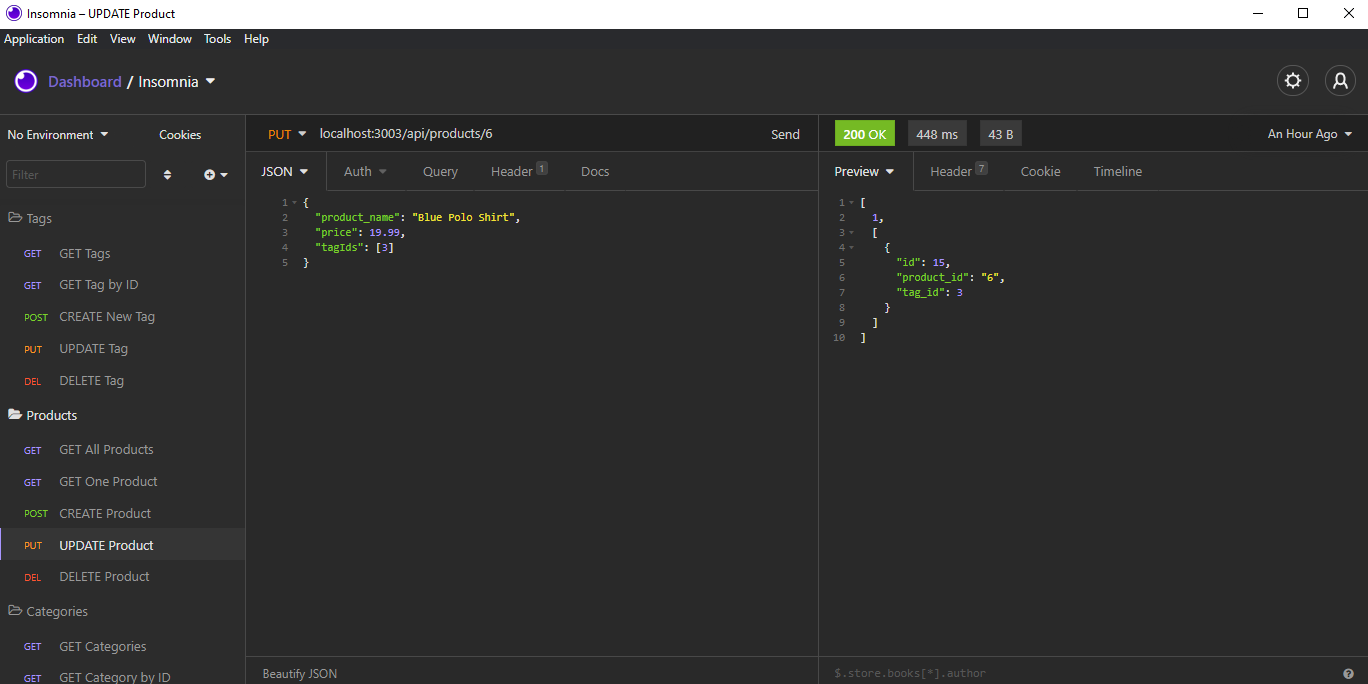 Insomnia – UPDATE Product
Application Edit View Window Tools Help
Dashboard / Insomnia
No Environment Cookies
Filter
Tags
GET GET Tags
GET GET Tag by ID
POST CREATE New Tag
PUT UPDATE Tag
DEL DELETE Tag
Products
GET GET All Products
GET GET One Product
POST CREATE Product
PUT UPDATE Product
DEL DELETE Product
Categories
GET GET Categories
GET GET Category by ID
PUT localhost:3003/api/products/6 Send
JSON Auth Query Header 1 Docs
1 {
2 "product_name": "Blue Polo Shirt",
3 "price": 19.99,
4 "tagIds": [3]
5 }
Beautify JSON
200 OK 448 ms 43 B An Hour Ago
Preview Header 7 Cookie Timeline
1 [
2 1,
3 [
4 {
5 "id": 15,
6 "product_id": "6",
7 "tag_id": 3
8 }
9 ]
10 ]
$.store.books[*].author